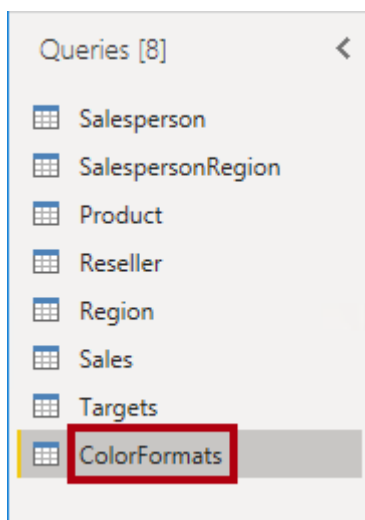 Queries [8]
Salesperson
SalespersonRegion
Product
Reseller
Region
Sales
Targets
ColorFormats